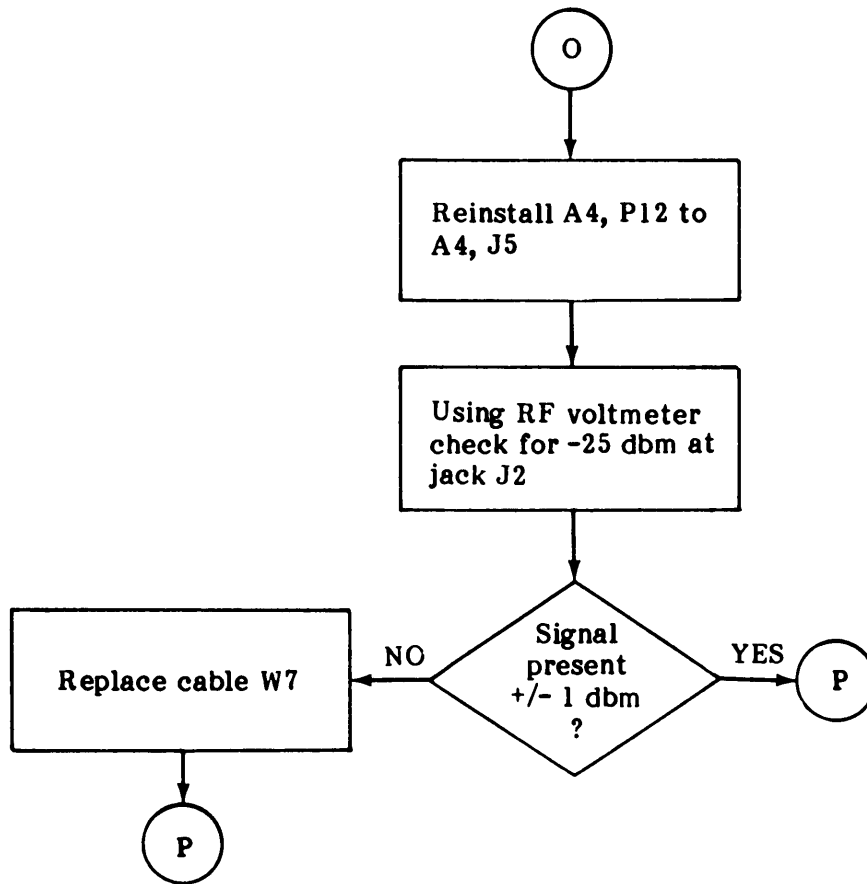 O
Reinstall A4, P12 to
A4, J5
Using RF voltmeter
check for -25 dbm at
jack J2
Signal
present
+/- 1 dbm
?
NO
YES
Replace cable W7
P
P